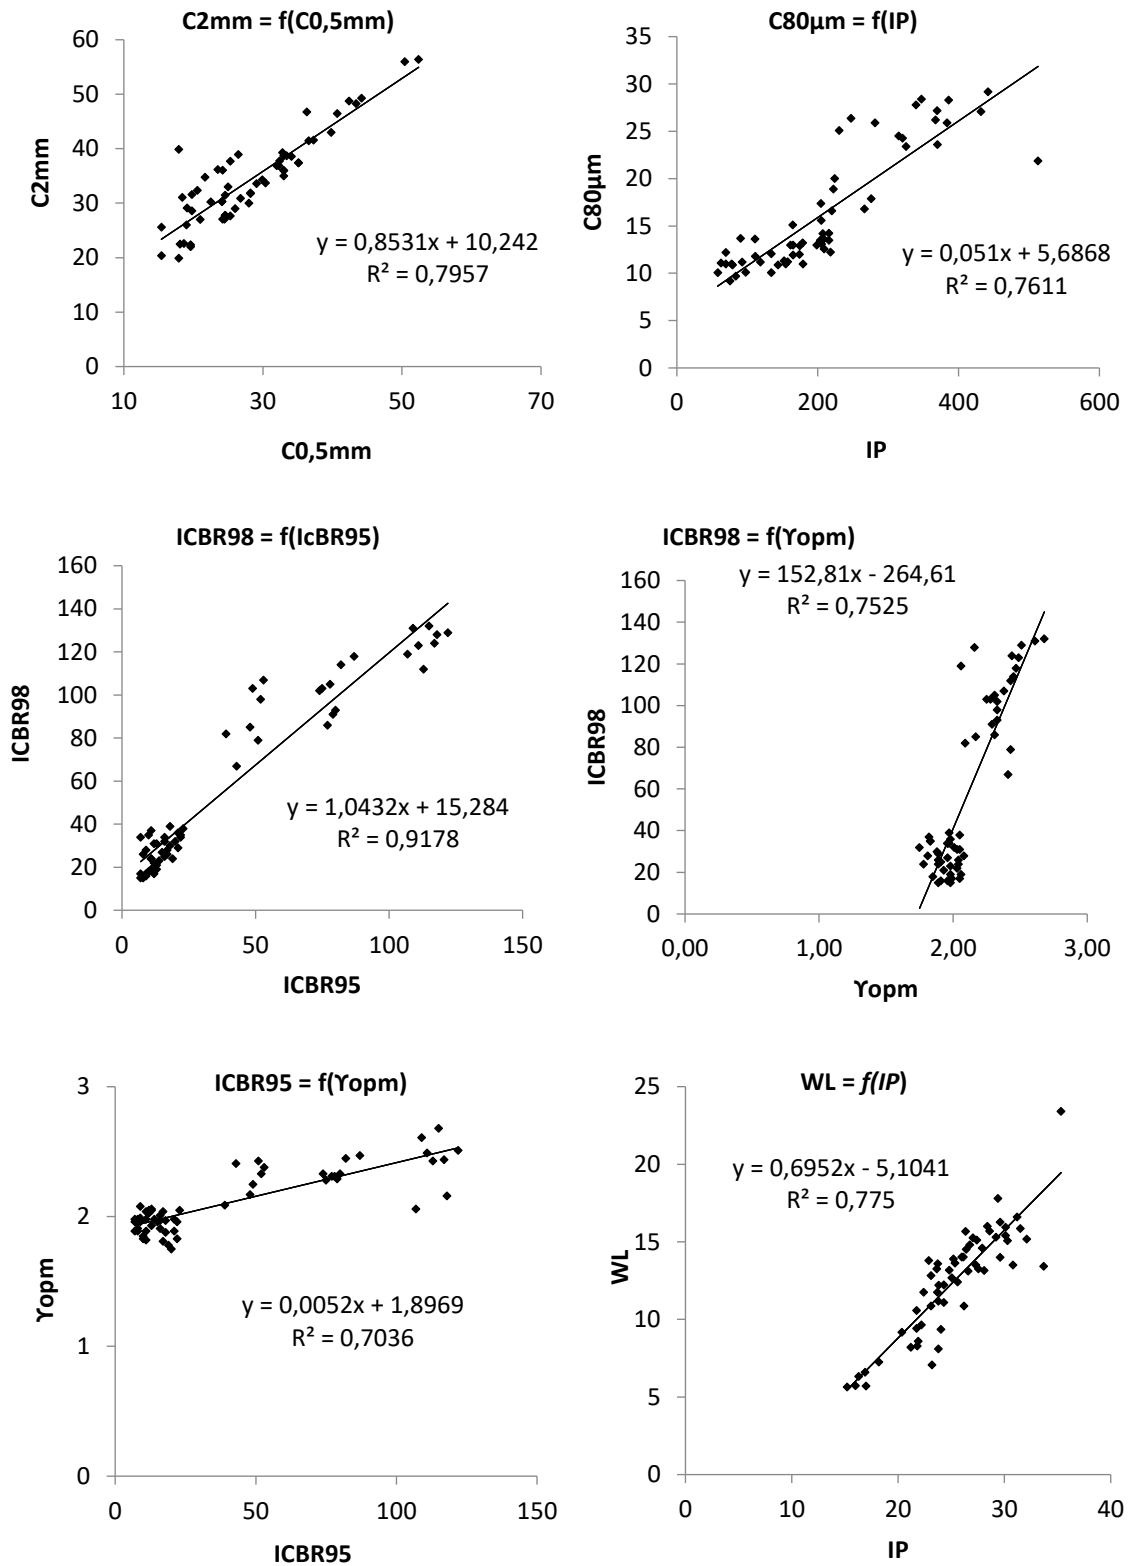 C2mm = f(C0,5mm)
60
50
40
30
20
10
0
C2mm
y = 0,8531x + 10,242
R² = 0,7957
10 30 50 70
C0,5mm
C80µm = f(IP)
35
30
25
20
15
10
5
0
C80µm
y = 0,051x + 5,6868
R² = 0,7611
0 200 400 600
IP
ICBR98 = f(IcBR95)
160
140
120
100
80
60
40
20
0
ICBR98
y = 1,0432x + 15,284
R² = 0,9178
0 50 100 150
ICBR95
ICBR98 = f(ϒopm)
y = 152,81x - 264,61
R² = 0,7525
160
140
120
100
80
60
40
20
0
ICBR98
0,00 1,00 2,00 3,00
ϒopm
ICBR95 = f(ϒopm)
3
2
1
0
ϒopm
y = 0,0052x + 1,8969
R² = 0,7036
0 50 100 150
ICBR95
WL = f(IP)
25
20
15
10
5
0
WL
y = 0,6952x - 5,1041
R² = 0,775
0 10 20 30 40
IP